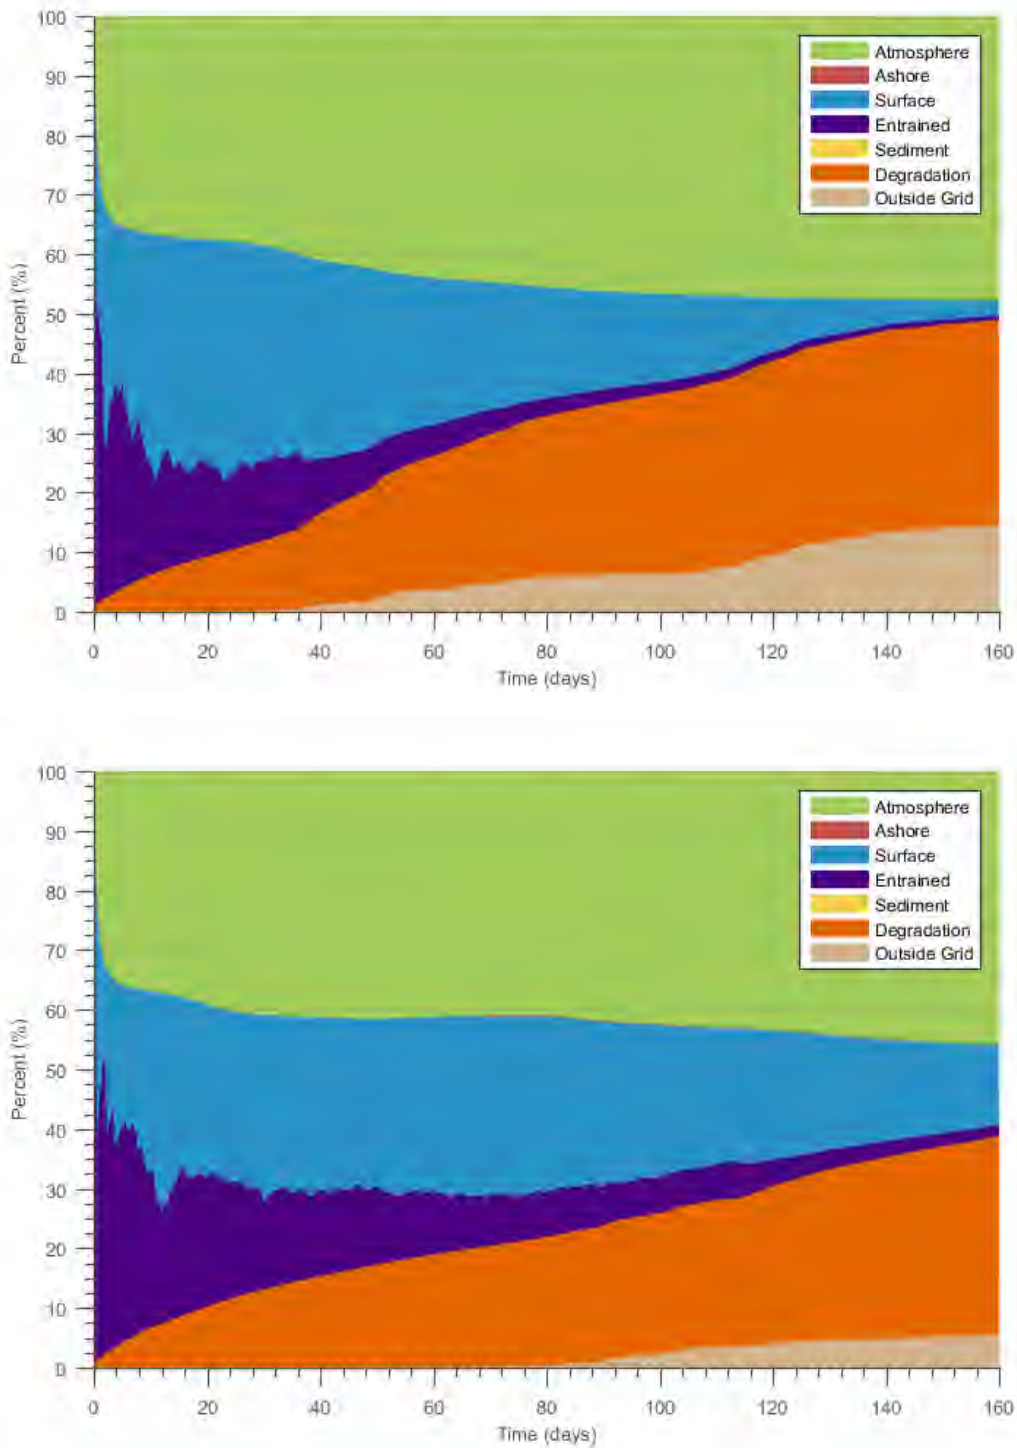 100
90
80
70
60
50
40
30
20
10
0
Percent (%)
Atmosphere
Ashore
Surface
Entrained
Sediment
Degradation
Outside Grid
0 20 40 60 80 100 120 140 160
Time (days)
100
90
80
70
60
50
40
30
20
10
0
Percent (%)
Atmosphere
Ashore
Surface
Entrained
Sediment
Degradation
Outside Grid
0 20 40 60 80 100 120 140 160
Time (days)